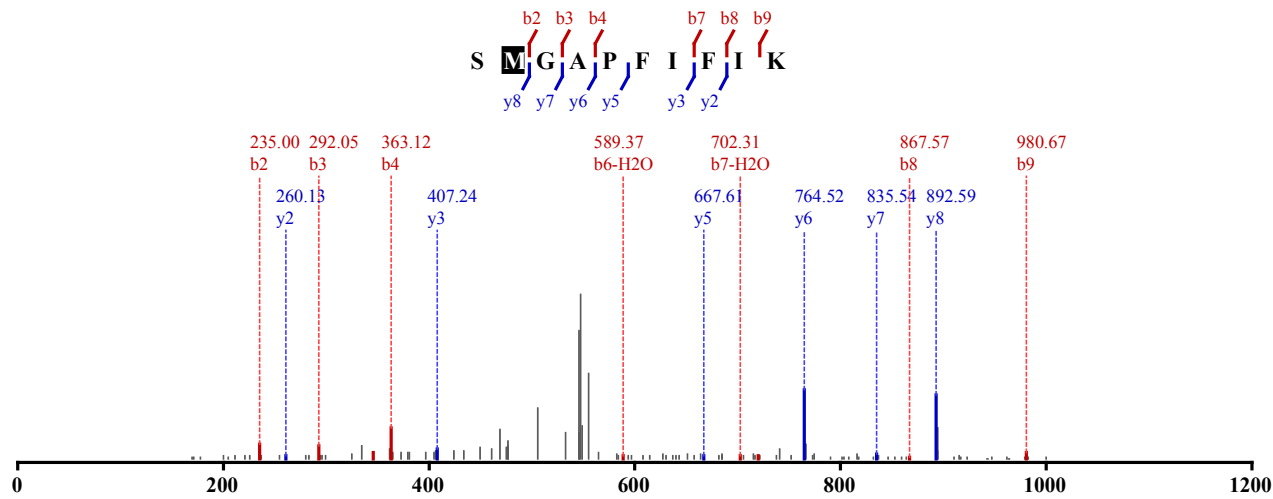 b2 b3 b4 b7 b8 b9
S M G A P F I F I K
y8 y7 y6 y5 y3 y2
235.00 292.05 363.12 589.37 702.31 867.57 980.67
b2 b3 b4 b6-H2O b7-H2O b8 b9
260.13 407.24 667.61 764.52 835.54 892.59
y2 y3 y5 y6 y7 y8
0 200 400 600 800 1000 1200